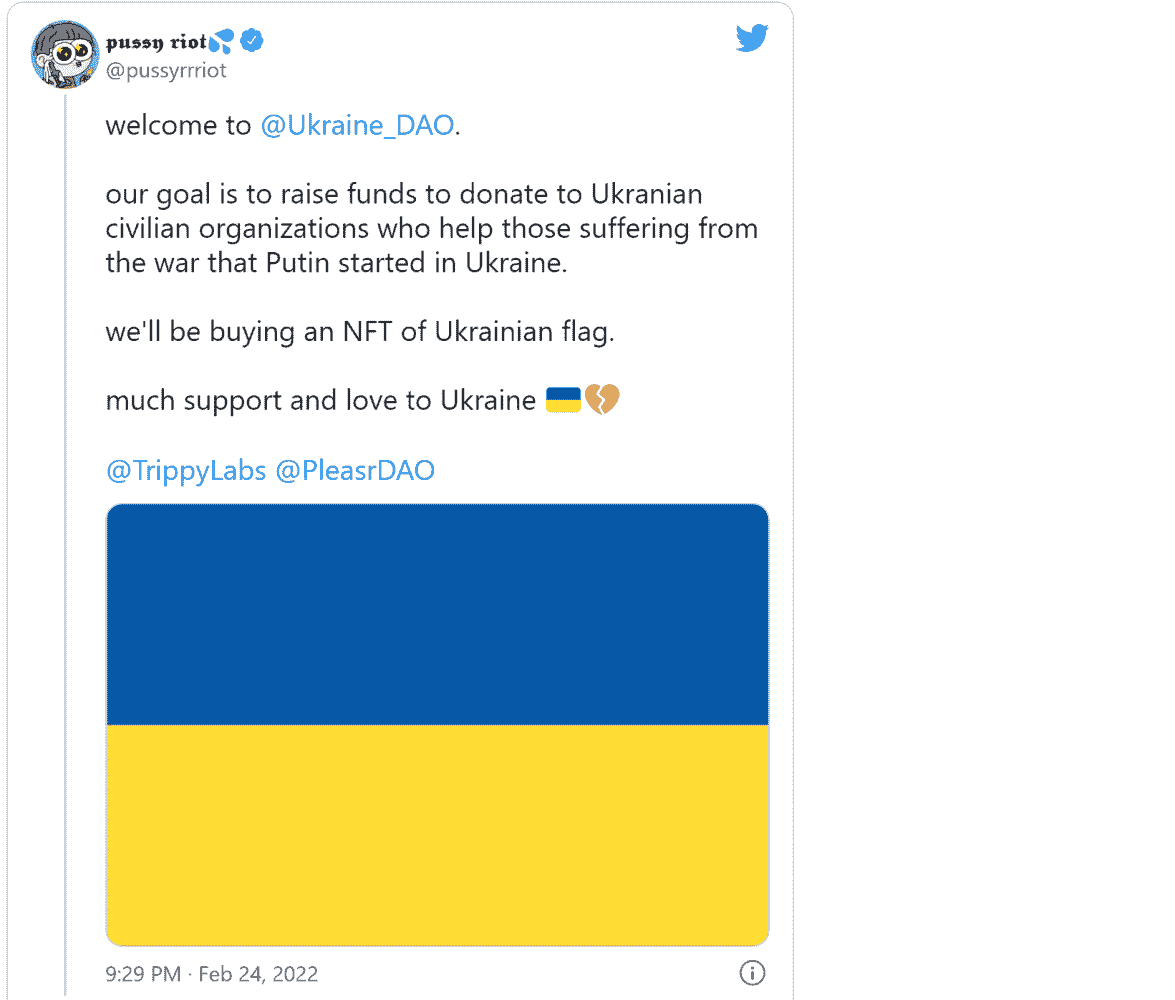 pussy riot💦
@pussyrrriot
welcome to @Ukraine_DAO.
our goal is to raise funds to donate to Ukranian
civilian organizations who help those suffering from
the war that Putin started in Ukraine.
we'll be buying an NFT of Ukrainian flag.
much support and love to Ukraine 🇺🇦💔
@TrippyLabs @PleasrDAO
9:29 PM · Feb 24, 2022